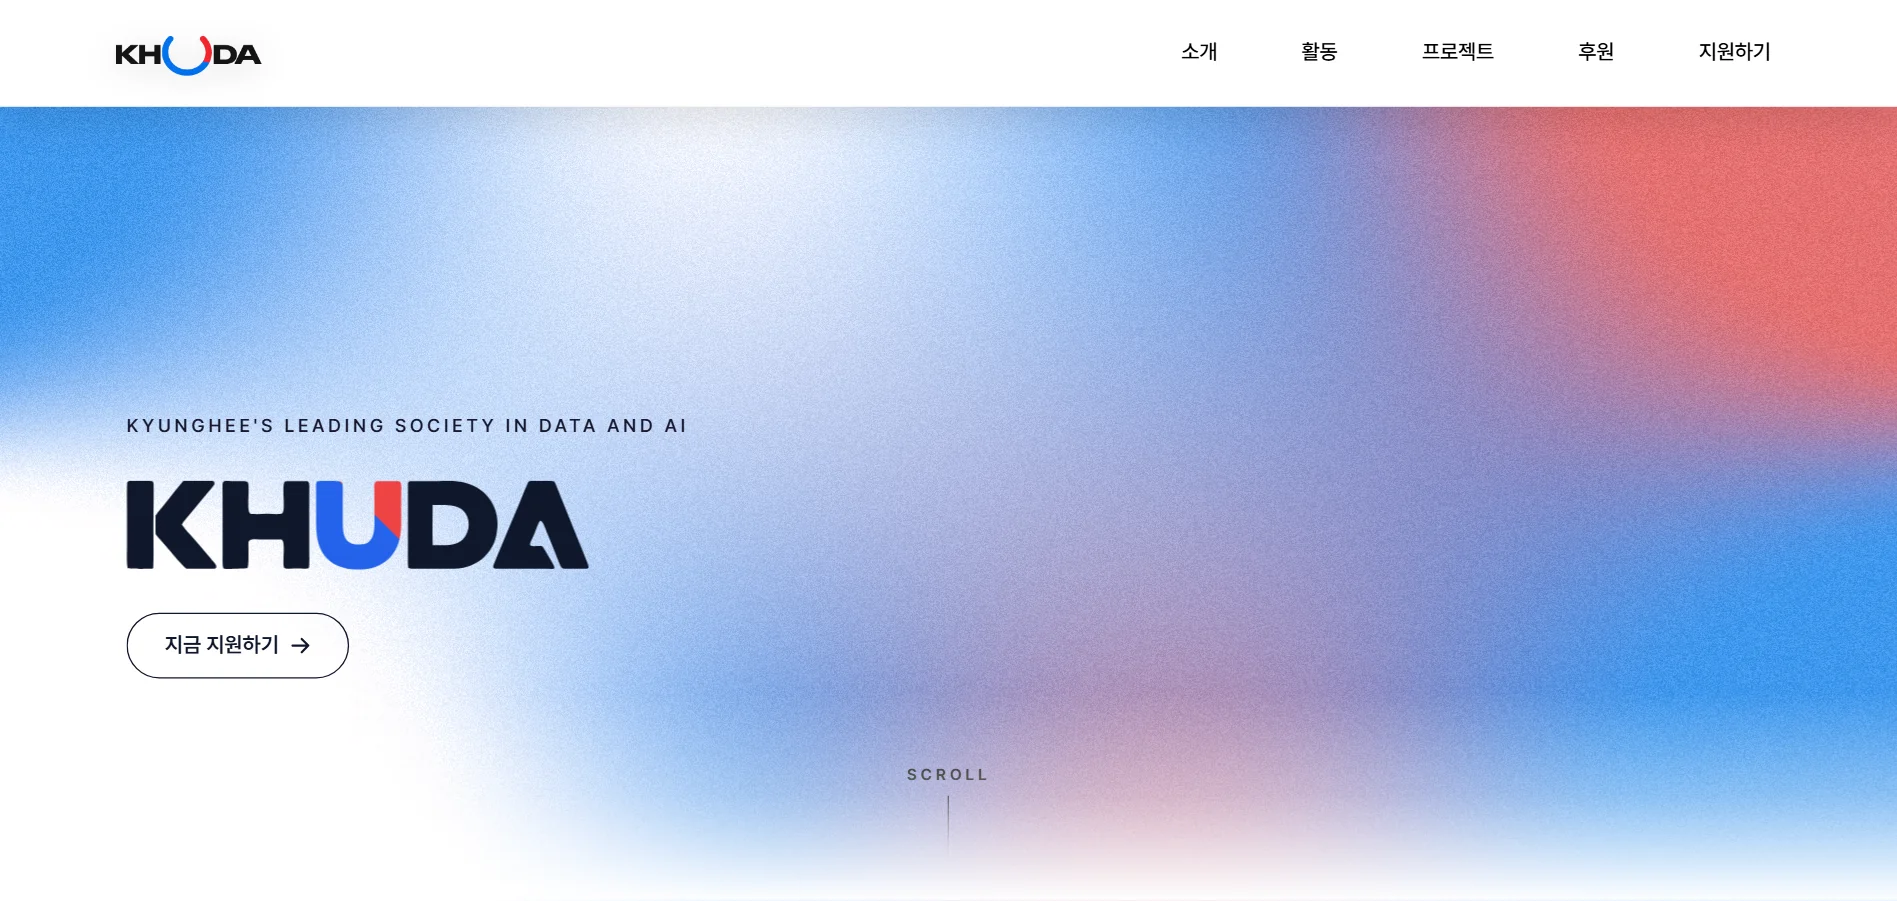 KHUDA
소개
활동
프로젝트
후원
지원하기
KYUNGHEE'S LEADING SOCIETY IN DATA AND AI
KHUDA
지금 지원하기 →
SCROLL